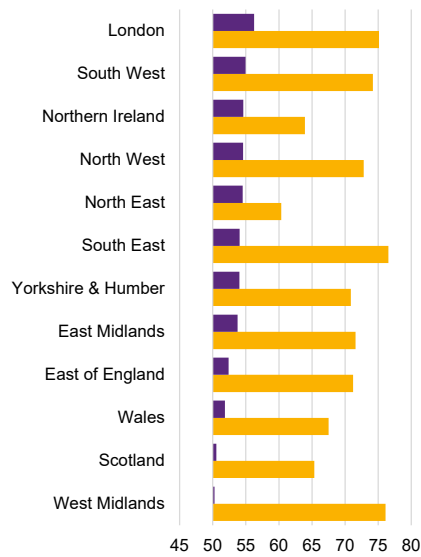 London
South West
Northern Ireland
North West
North East
South East
Yorkshire & Humber
East Midlands
East of England
Wales
Scotland
West Midlands
45 50 55 60 65 70 75 80